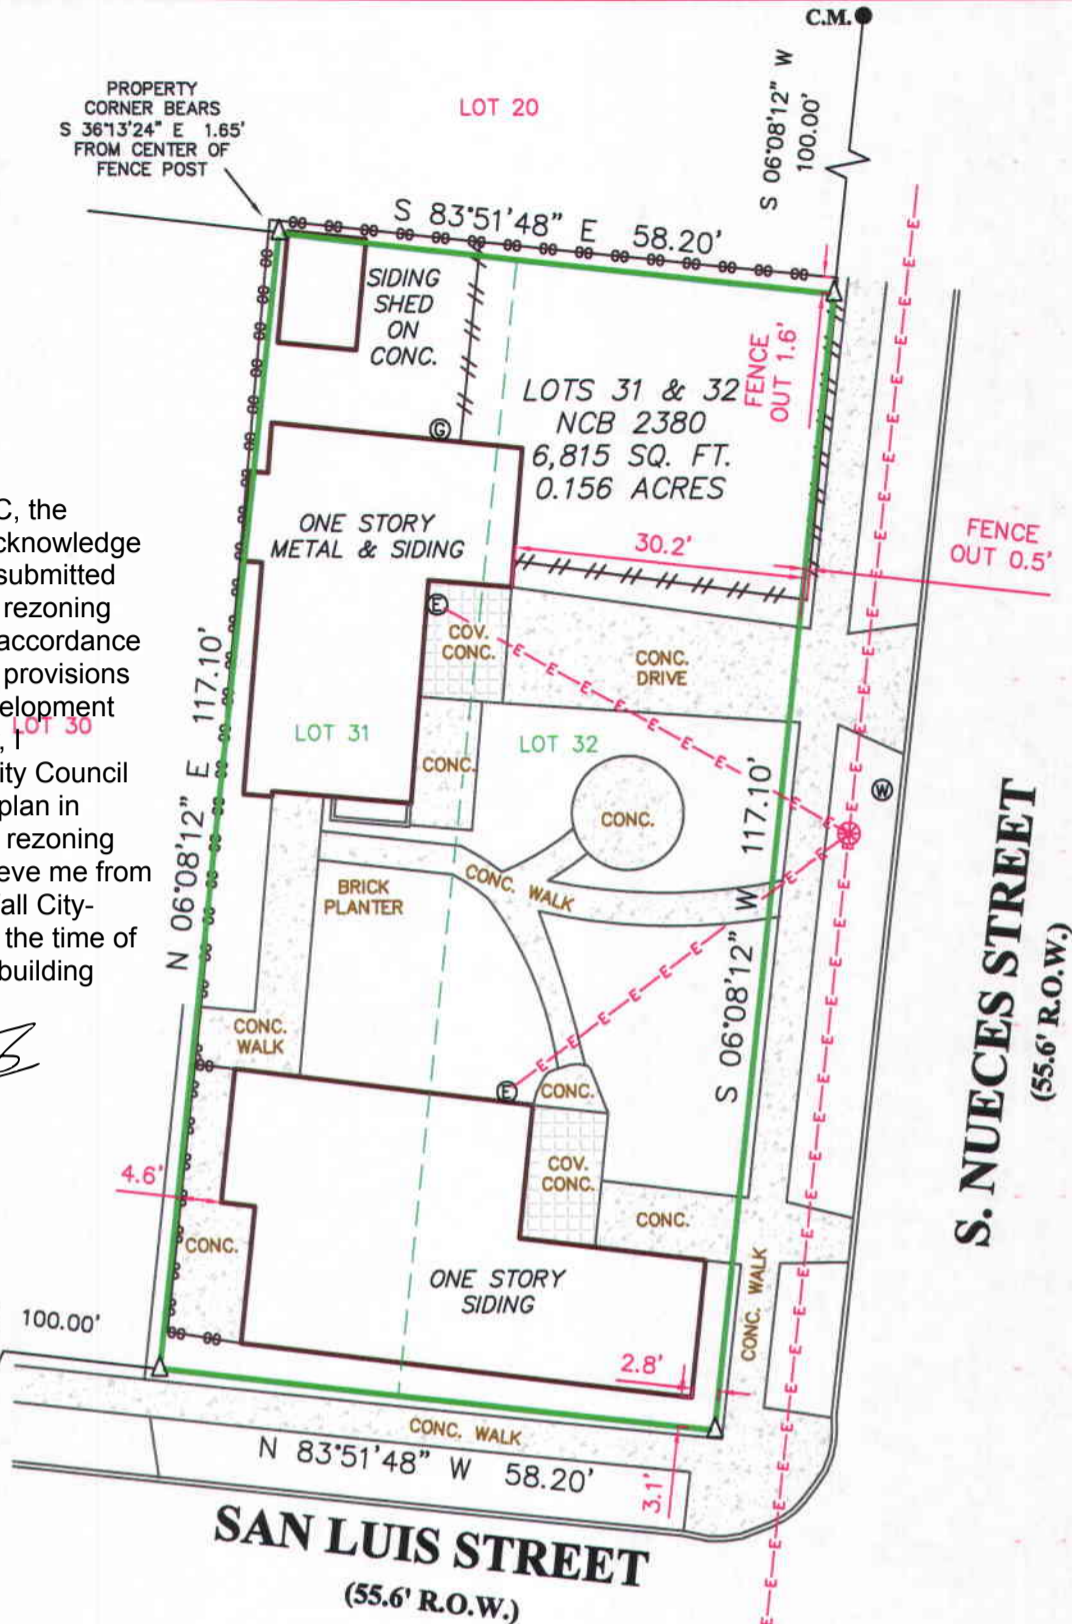 C.M.
PROPERTY
CORNER BEARS
S 36°13'24" E 1.65'
FROM CENTER OF
FENCE POST
LOT 20
S 06°08'12" W
100.00'
S 83°51'48" E 58.20'
SIDING
SHED
ON
CONC.
FENCE
OUT 1.6'
LOTS 31 & 32
NCB 2380
6,815 SQ. FT.
0.156 ACRES
G
C, the
cknowledge
submitted
rezoning
accordance
provisions
elopment
, I
ity Council
plan in
rezoning
eve me from
all City-
the time of
building
LOT 30
ONE STORY
METAL & SIDING
30.2'
FENCE
OUT 0.5'
E
COV.
CONC.
CONC.
DRIVE
N 06°08'12" E 117.10'
LOT 31
LOT 32
CONC.
CONC.
W
S 06°08'12" W 117.10'
BRICK
PLANTER
CONC. WALK
S. NUECES STREET
(55.6' R.O.W.)
CONC.
WALK
E
CONC.
COV.
CONC.
4.6'
CONC.
CONC.
ONE STORY
SIDING
CONC. WALK
100.00'
2.8'
CONC. WALK
N 83°51'48" W 58.20'
3.1'
SAN LUIS STREET
(55.6' R.O.W.)
E E E E E E E E E E E E E E E E E E E E